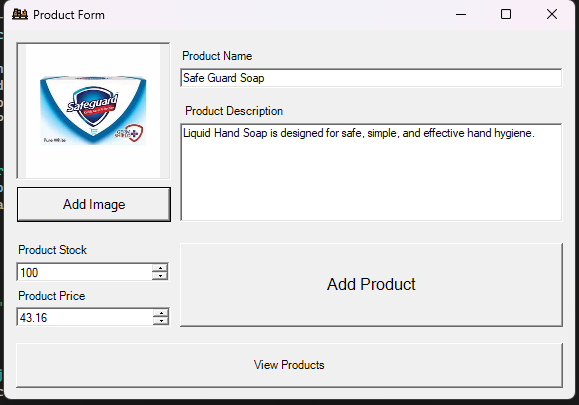 Product Form
Safeguard
Pure White
Product Name
Safe Guard Soap
Product Description
Liquid Hand Soap is designed for safe, simple, and effective hand hygiene.
Add Image
Product Stock
100
Product Price
43.16
Add Product
View Products